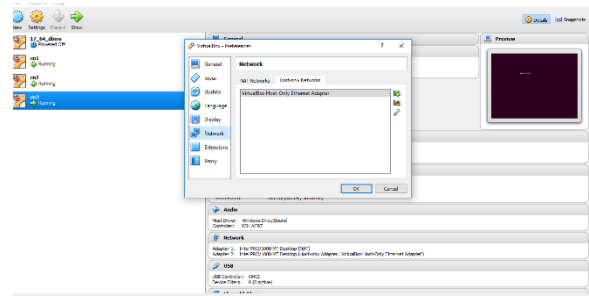 New Settings Discard Show
Details Snapshots
17_64_dbms
Powered Off
Running
Running
Running
General
Preview
VirtualBox - Preferences ? ×
General
Input
Update
Language
Display
Network
Extensions
Proxy
Network
NAT Networks Host-only Networks
VirtualBox Host-Only Ethernet Adapter
OK Cancel
Audio
Host Driver: Windows DirectSound
Controller: ICH AC97
Network
Adapter 1: Intel PRO/1000 MT Desktop (NAT)
Adapter 2: Intel PRO/1000 MT Desktop (Host-only Adapter, 'VirtualBox Host-Only Ethernet Adapter')
USB
USB Controller: OHCI
Device Filters: 0 (0 active)